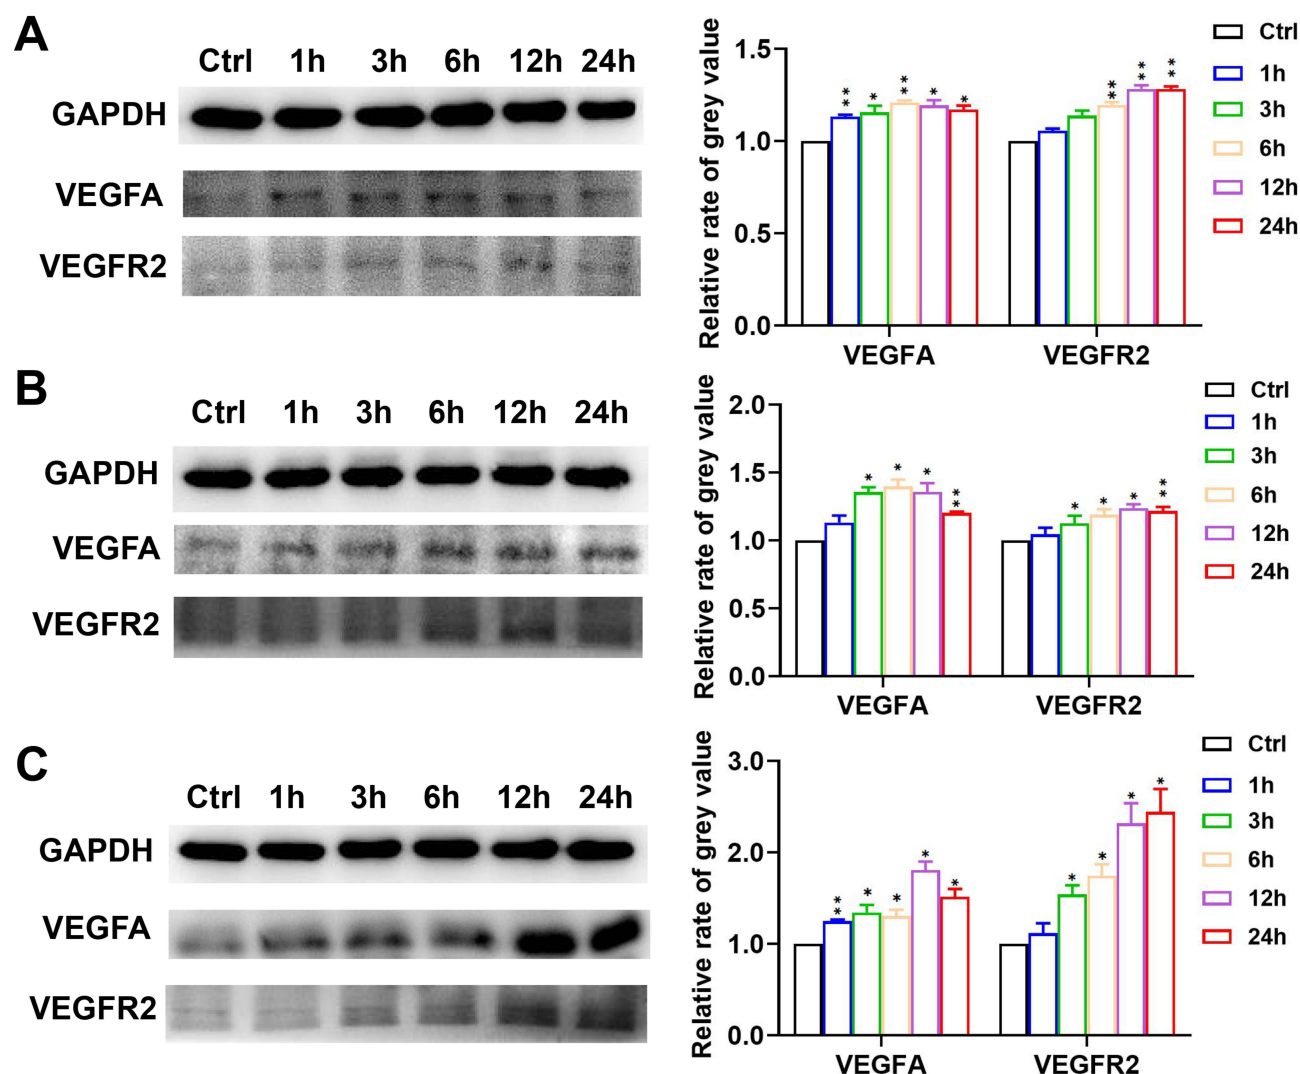 A
Ctrl 1h 3h 6h 12h 24h
GAPDH
VEGFA
VEGFR2
Relative rate of grey value
1.5
1.0
0.5
0.0
** * ** * *
** ** **
VEGFA VEGFR2
Ctrl
1h
3h
6h
12h
24h
B
Ctrl 1h 3h 6h 12h 24h
GAPDH
VEGFA
VEGFR2
Relative rate of grey value
2.0
1.5
1.0
0.5
0.0
* * * **
* * * **
VEGFA VEGFR2
Ctrl
1h
3h
6h
12h
24h
C
Ctrl 1h 3h 6h 12h 24h
GAPDH
VEGFA
VEGFR2
Relative rate of grey value
3.0
2.0
1.0
0.0
** * * * *
* * * *
VEGFA VEGFR2
Ctrl
1h
3h
6h
12h
24h